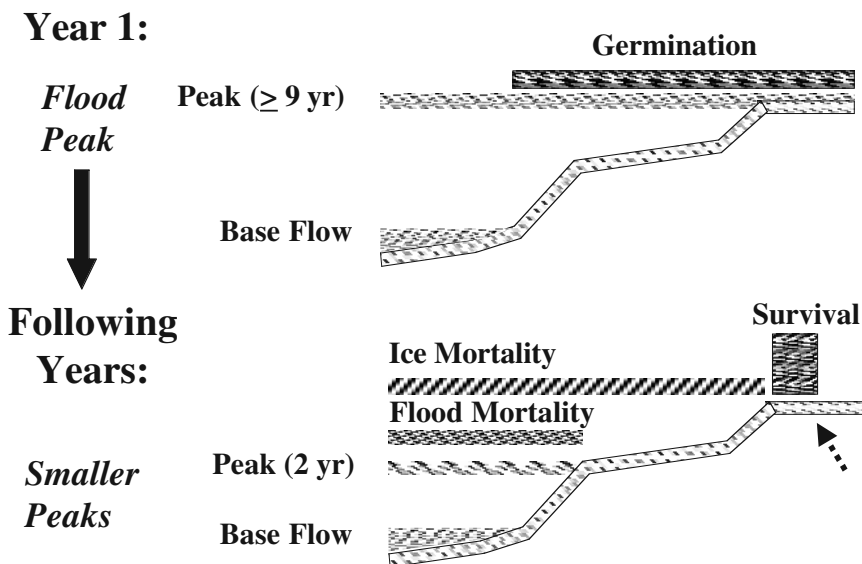 Year 1:
Germination
Flood
Peak
Peak (≥ 9 yr)
Base Flow
Following
Years:
Survival
Ice Mortality
Flood Mortality
Smaller
Peaks
Peak (2 yr)
Base Flow